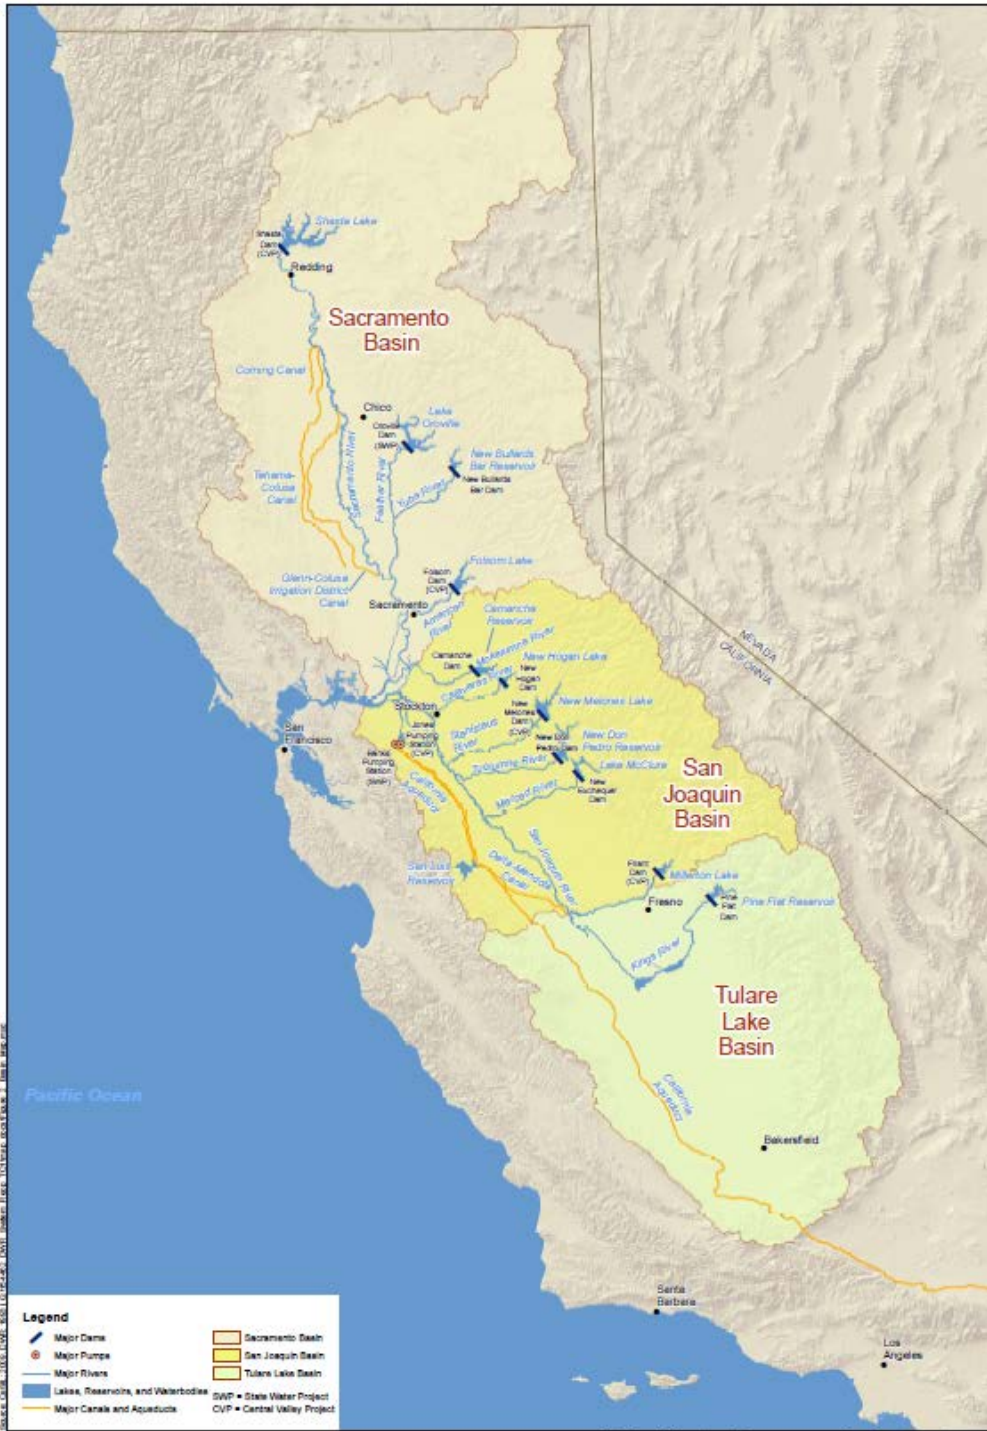 Shasta Lake
Shasta
Dam
(CVP)
Redding
Sacramento
Basin
Corning Canal
Chico
Lake
Oroville
Oroville
Dam
(SWP)
New Bullards
Bar Reservoir
New Bullards
Bar Dam
Tehama-
Colusa
Canal
Sacramento River
Feather River
Yuba River
Glenn-Colusa
Irrigation District
Canal
Folsom Lake
Folsom
Dam
(CVP)
Sacramento
American
River
Camanche
Reservoir
Camanche
Dam
Mokelumne River
New Hogan Lake
New
Hogan
Dam
Calaveras River
NEVADA
CALIFORNIA
Stockton
New Melones Lake
New
Melones
Dam
(CVP)
Jones
Pumping
Station
(CVP)
Stanislaus
River
New Don
Pedro Reservoir
New Don
Pedro Dam
San
Francisco
Banks
Pumping
Station
(SWP)
Tuolumne River
Lake McClure
New
Exchequer
Dam
San
Joaquin
Basin
California
Aqueduct
Merced River
San Joaquin River
San Luis
Reservoir
Delta-Mendota
Canal
Friant
Dam
(CVP)
Millerton Lake
Fresno
Pine
Flat
Dam
Pine Flat Reservoir
Kings River
Tulare
Lake
Basin
Pacific Ocean
California
Aqueduct
Bakersfield
Santa
Barbara
Los
Angeles
Legend
Major Dams
Major Pumps
Major Rivers
Lakes, Reservoirs, and Waterbodies
Major Canals and Aqueducts
Sacramento Basin
San Joaquin Basin
Tulare Lake Basin
SWP = State Water Project
CVP = Central Valley Project